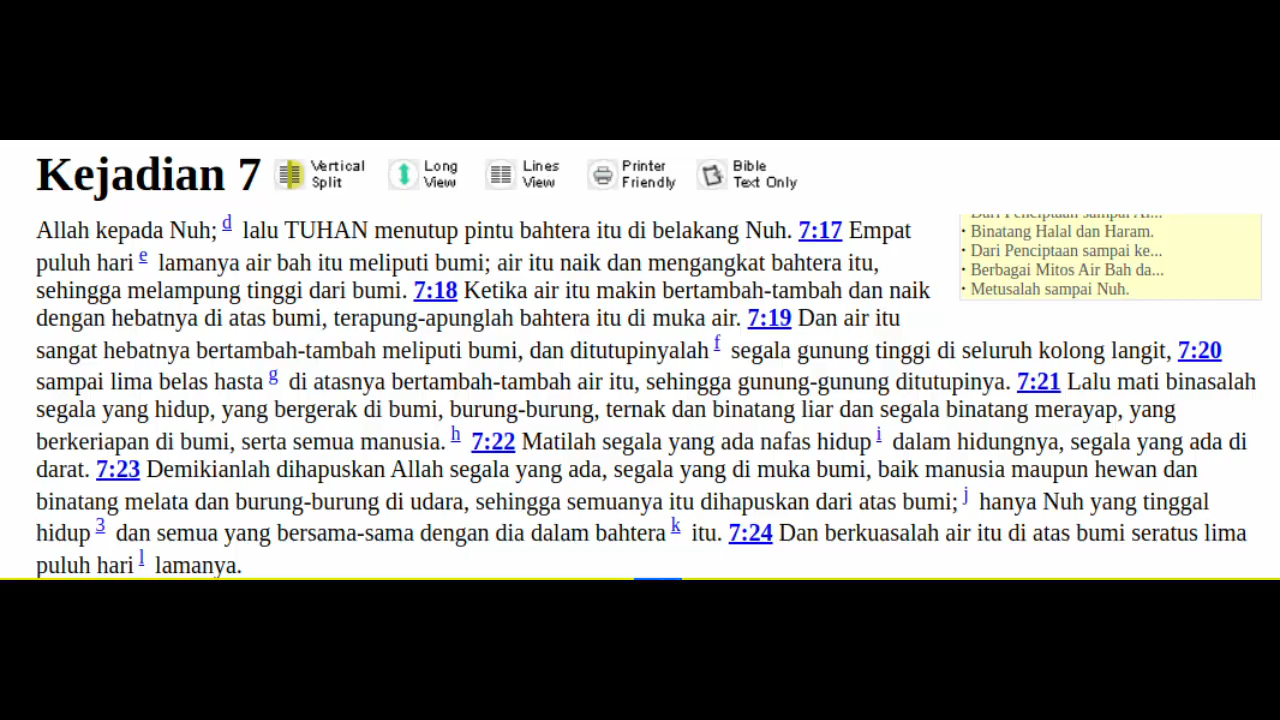 Kejadian 7
Vertical Split
Long View
Lines View
Printer Friendly
Bible Text Only
Allah kepada Nuh; d lalu TUHAN menutup pintu bahtera itu di belakang Nuh. 7:17 Empat
puluh hari e lamanya air bah itu meliputi bumi; air itu naik dan mengangkat bahtera itu,
sehingga melampung tinggi dari bumi. 7:18 Ketika air itu makin bertambah-tambah dan naik
dengan hebatnya di atas bumi, terapung-apunglah bahtera itu di muka air. 7:19 Dan air itu
sangat hebatnya bertambah-tambah meliputi bumi, dan ditutupinyalah f segala gunung tinggi di seluruh kolong langit, 7:20
sampai lima belas hasta g di atasnya bertambah-tambah air itu, sehingga gunung-gunung ditutupinya. 7:21 Lalu mati binasalah
segala yang hidup, yang bergerak di bumi, burung-burung, ternak dan binatang liar dan segala binatang merayap, yang
berkeriapan di bumi, serta semua manusia. h 7:22 Matilah segala yang ada nafas hidup i dalam hidungnya, segala yang ada di
darat. 7:23 Demikianlah dihapuskan Allah segala yang ada, segala yang di muka bumi, baik manusia maupun hewan dan
binatang melata dan burung-burung di udara, sehingga semuanya itu dihapuskan dari atas bumi; j hanya Nuh yang tinggal
hidup 3 dan semua yang bersama-sama dengan dia dalam bahtera k itu. 7:24 Dan berkuasalah air itu di atas bumi seratus lima
puluh hari l lamanya.
• Binatang Halal dan Haram.
• Dari Penciptaan sampai ke...
• Berbagai Mitos Air Bah da...
• Metusalah sampai Nuh.